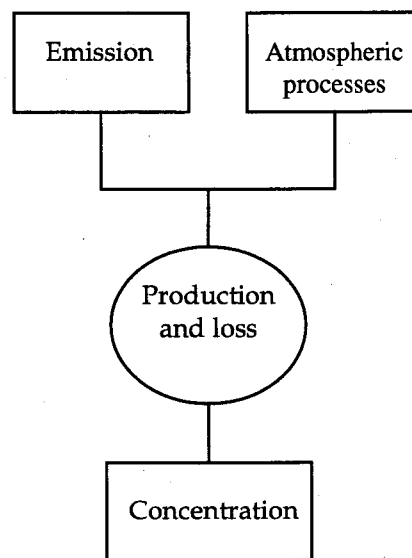 Emission
Atmospheric
processes
Production
and loss
Concentration